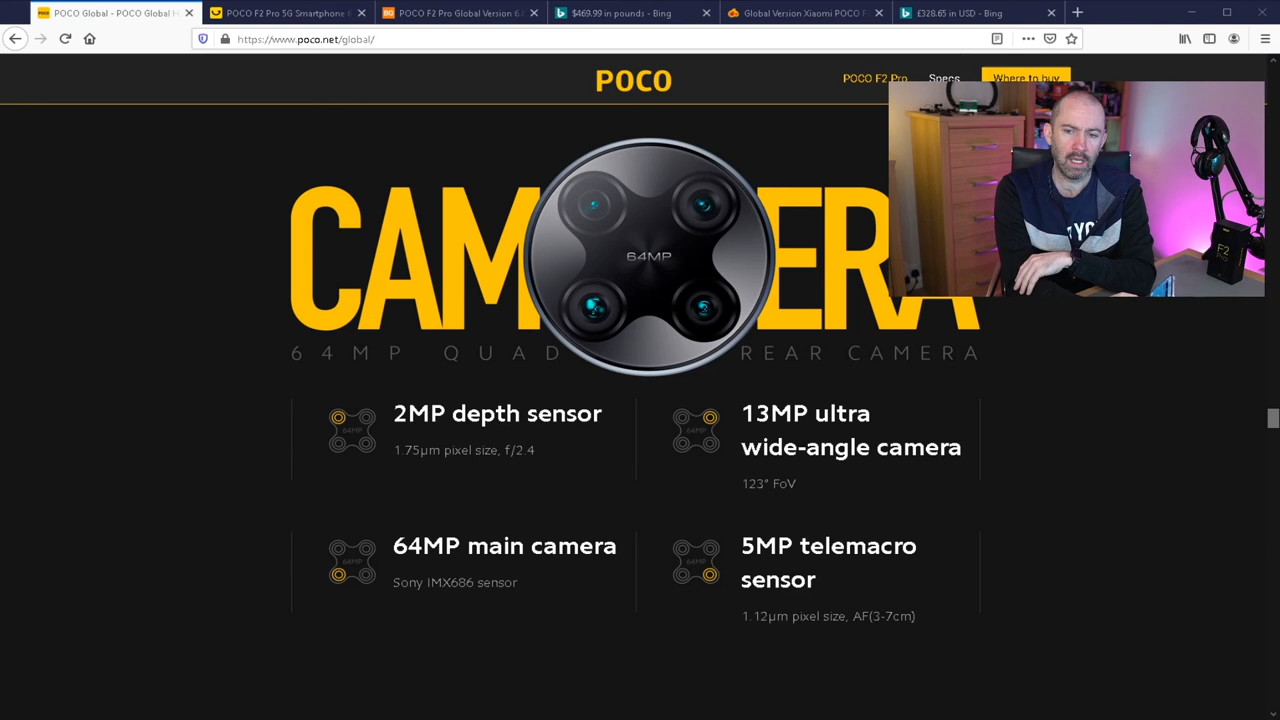 POCO Global - POCO Global H
POCO F2 Pro 5G Smartphone
POCO F2 Pro Global Version 6.
$469.99 in pounds - Bing
Global Version Xiaomi POCO F
£328.65 in USD - Bing
https://www.poco.net/global/
POCO
POCO F2 Pro
Specs
Where to buy
CAM ERA
64MP
64MP QUAD REAR CAMERA
2MP depth sensor
1.75μm pixel size, f/2.4
13MP ultra
wide-angle camera
123° FoV
64MP main camera
Sony IMX686 sensor
5MP telemacro
sensor
1.12μm pixel size, AF(3-7cm)
F2
PRO